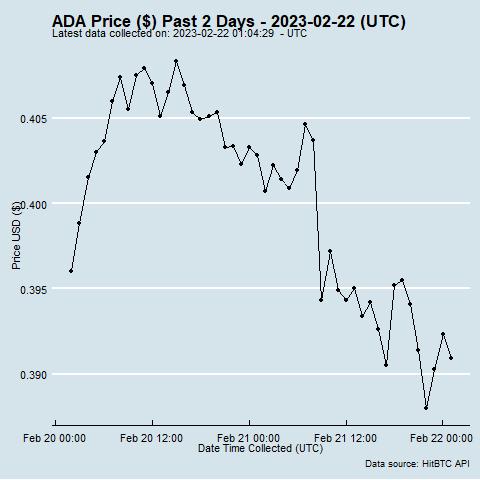 ADA Price ($) Past 2 Days - 2023-02-22 (UTC)
Latest data collected on: 2023-02-22 01:04:29 - UTC
0.405
0.400
0.395
0.390
Price USD ($)
Feb 20 00:00 Feb 20 12:00 Feb 21 00:00 Feb 21 12:00 Feb 22 00:00
Date Time Collected (UTC)
Data source: HitBTC API